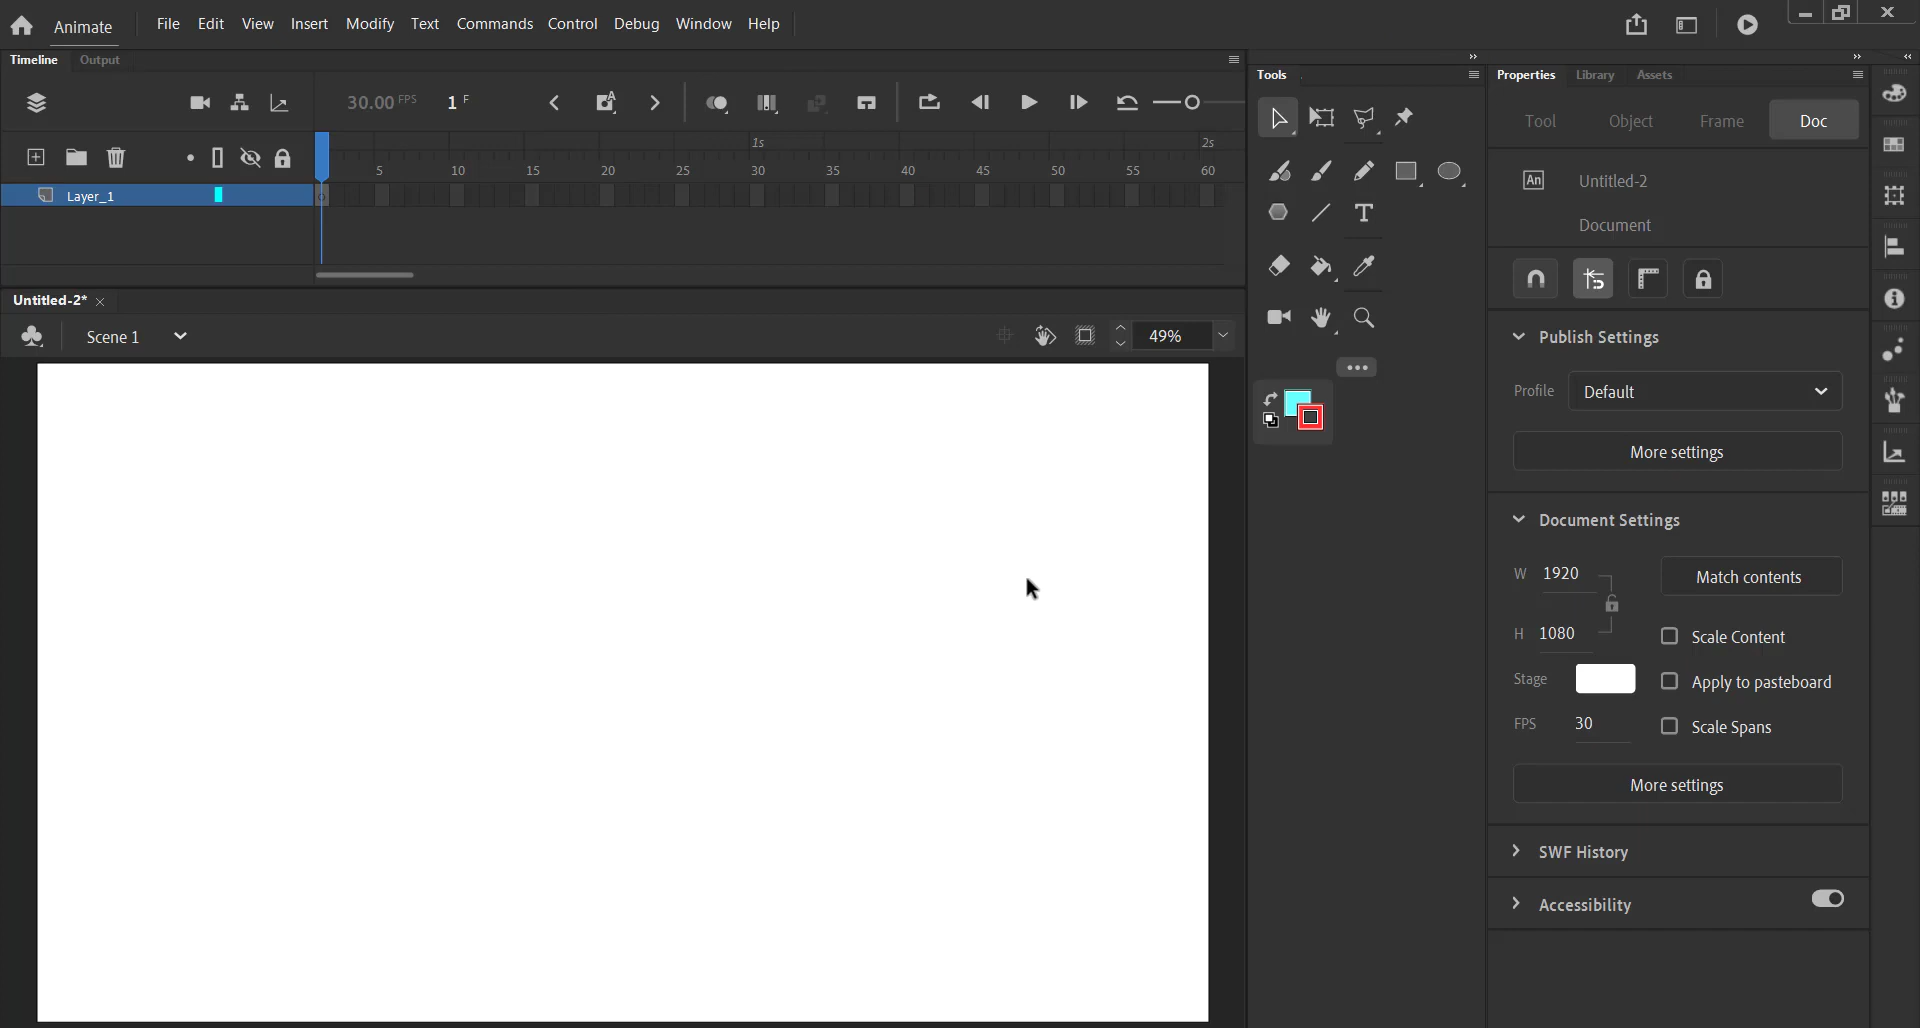 Animate File Edit View Insert Modify Text Commands Control Debug Window Help
Timeline Output
Tools
Properties Library Assets
30.00 FPS 1 F
Tool Object Frame Doc
1s 2s
5 10 15 20 25 30 35 40 45 50 55 60
Layer_1
An Untitled-2
Document
Untitled-2*
Scene 1
49%
Publish Settings
Profile Default
More settings
Document Settings
W 1920 Match contents
H 1080 Scale Content
Stage Apply to pasteboard
FPS 30 Scale Spans
More settings
SWF History
Accessibility